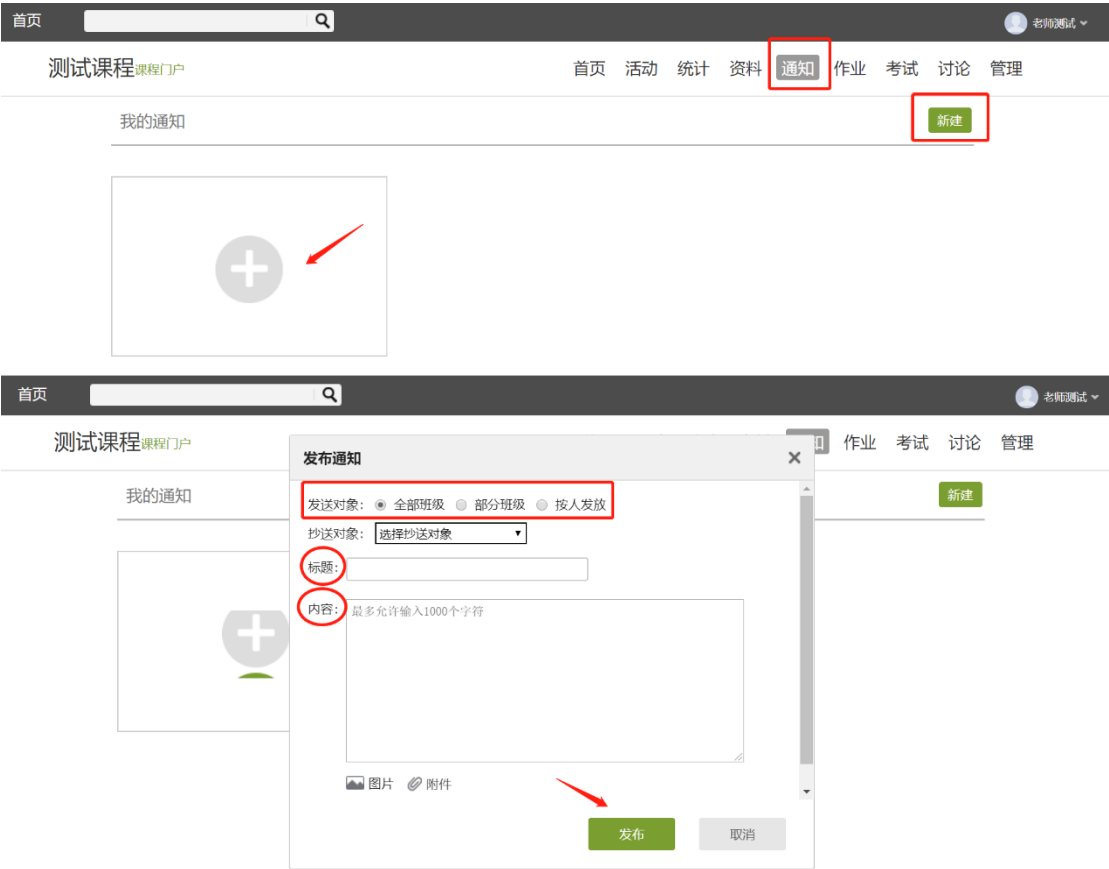 首页
老师测试
测试课程课程门户
首页 活动 统计 资料 通知 作业 考试 讨论 管理
我的通知
新建
首页
老师测试
测试课程课程门户
作业 考试 讨论 管理
发布通知
我的通知
新建
发送对象: 全部班级 部分班级 按人发放
抄送对象: 选择抄送对象
标题:
内容: 最多允许输入1000个字符
图片 附件
发布 取消